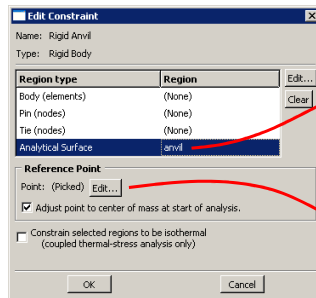 Edit Constraint
Name: Rigid Anvil
Type: Rigid Body
Region type Region Edit...
Body (elements) (None) Clear
Pin (nodes) (None)
Tie (nodes) (None)
Analytical Surface anvil
Reference Point
Point: (Picked) Edit...
Adjust point to center of mass at start of analysis.
Constrain selected regions to be isothermal
(coupled thermal-stress analysis only)
OK Cancel